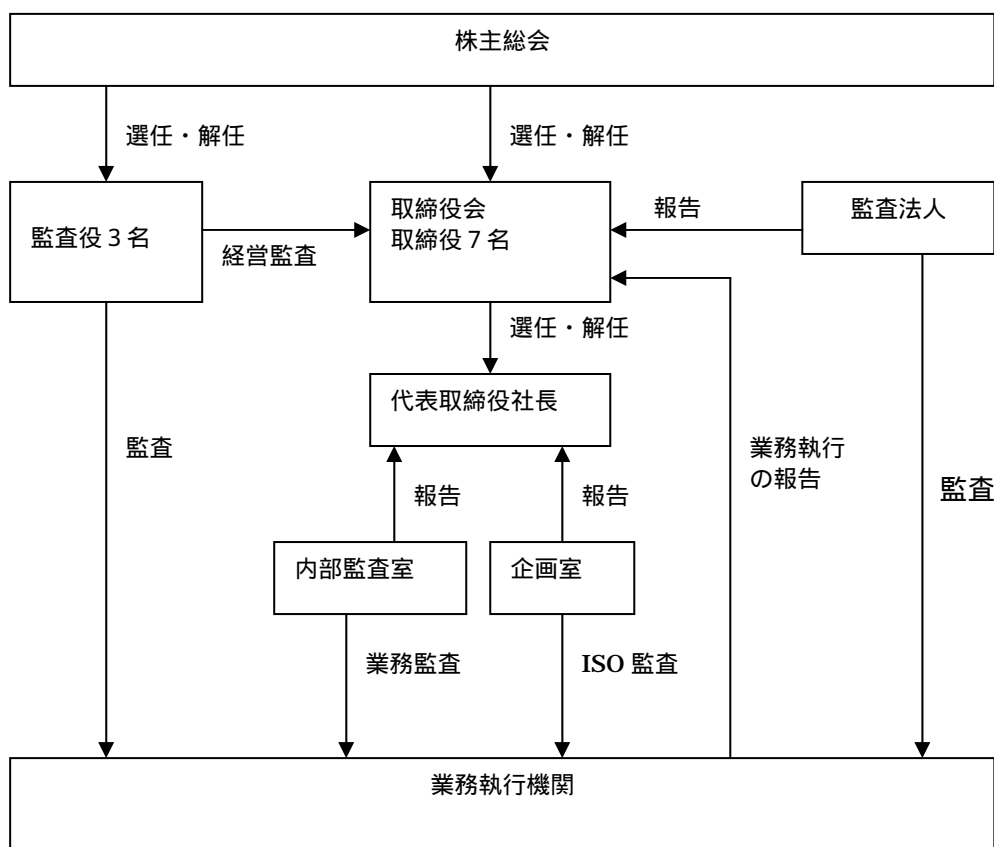 株主総会
選任・解任
選任・解任
監査役３名
取締役会
取締役７名
監査法人
報告
経営監査
選任・解任
代表取締役社長
監査
報告
報告
業務執行
の報告
監査
内部監査室
企画室
業務監査
ISO 監査
業務執行機関